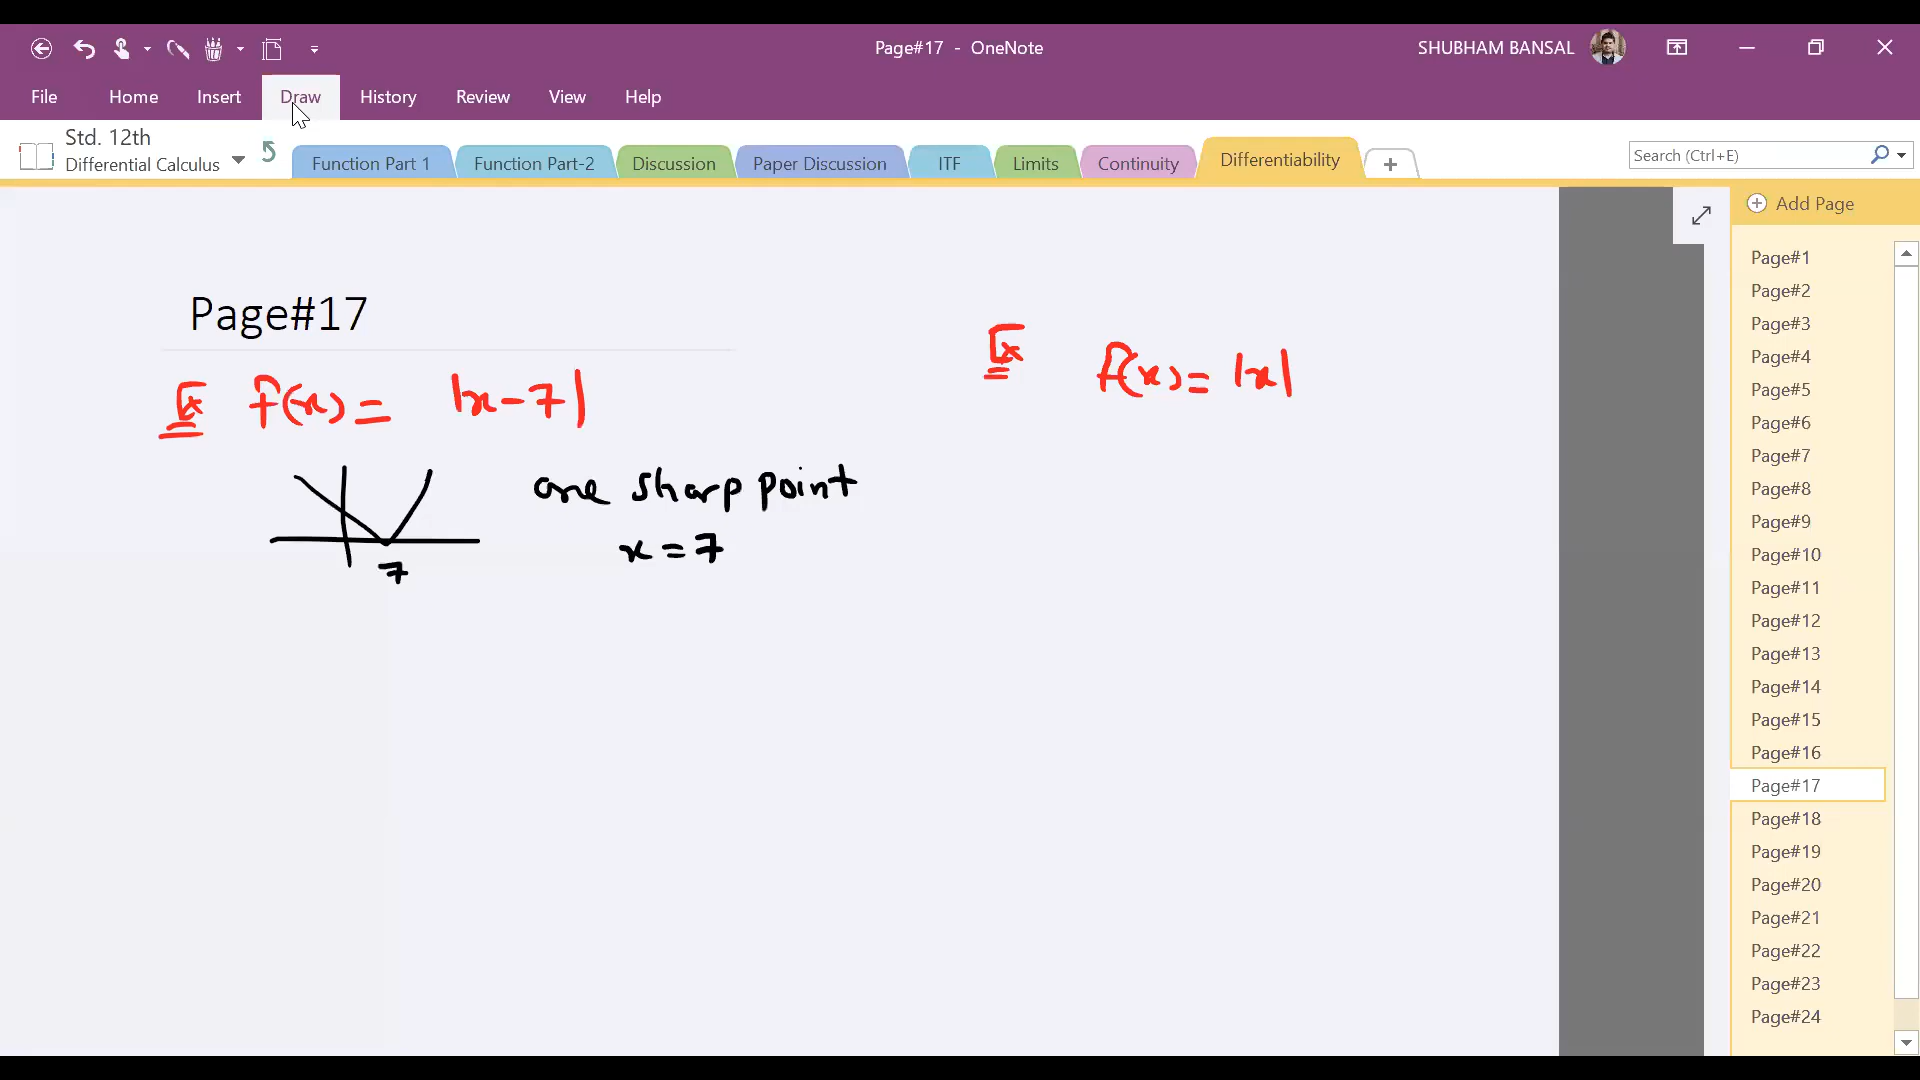 Page#17 - OneNote
SHUBHAM BANSAL
File Home Insert Draw History Review View Help
Std. 12th
Differential Calculus
Function Part 1 Function Part-2 Discussion Paper Discussion ITF Limits Continuity Differentiability +
Search (Ctrl+E)
Add Page
Page#17
Ex f(x) = |x-7|
one sharp point
x = 7
7
Ex f(x) = |x|
Page#1
Page#2
Page#3
Page#4
Page#5
Page#6
Page#7
Page#8
Page#9
Page#10
Page#11
Page#12
Page#13
Page#14
Page#15
Page#16
Page#17
Page#18
Page#19
Page#20
Page#21
Page#22
Page#23
Page#24